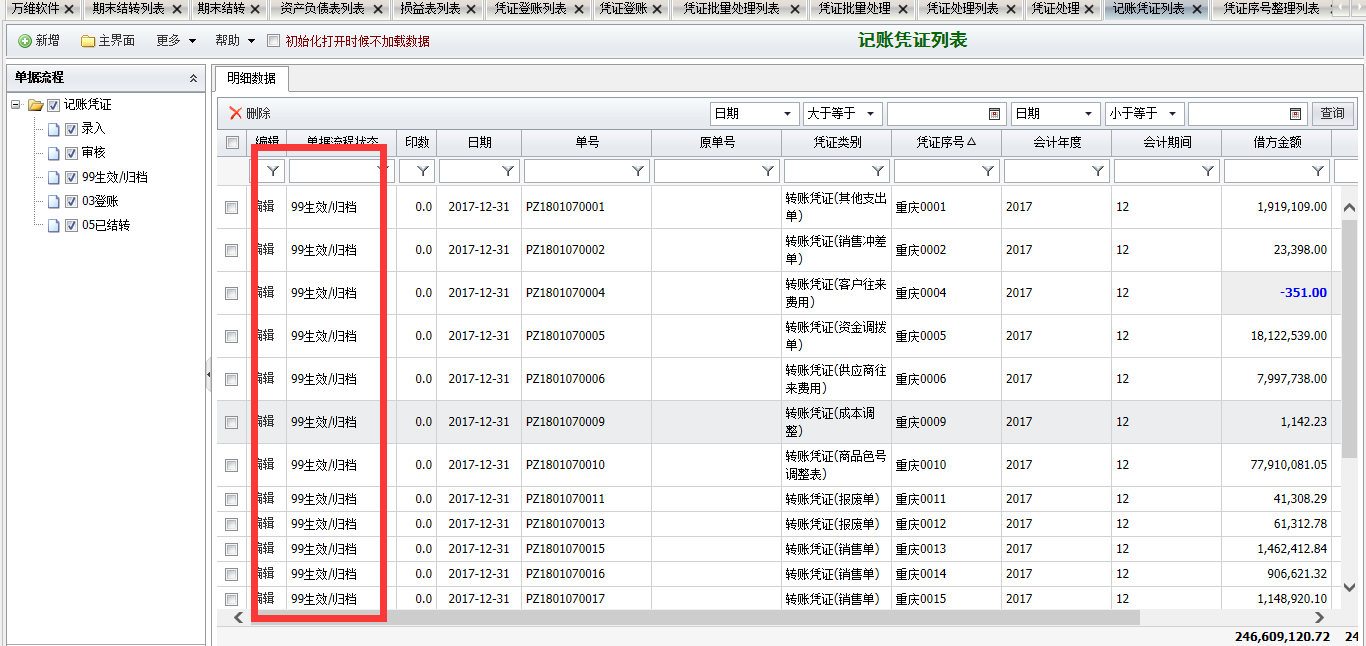 万维软件 期末结转列表 期末结转 资产负债表列表 损益表列表 凭证登账列表 凭证登账 凭证批量处理列表 凭证批量处理 凭证处理列表 凭证处理 记账凭证列表 凭证序号整理列表
新增 主界面 更多 帮助 初始化打开时候不加载数据 记账凭证列表
单据流程 明细数据
记账凭证
录入
审核
99生效/归档
03登账
05已结转
删除 日期 大于等于 日期 小于等于 查询
编辑 单据流程状态 印数 日期 单号 原单号 凭证类别 凭证序号 会计年度 会计期间 借方金额
编辑 99生效/归档 0.0 2017-12-31 PZ1801070001 转账凭证(其他支出单) 重庆0001 2017 12 1,919,109.00
编辑 99生效/归档 0.0 2017-12-31 PZ1801070002 转账凭证(销售冲差单) 重庆0002 2017 12 23,398.00
编辑 99生效/归档 0.0 2017-12-31 PZ1801070004 转账凭证(客户往来费用) 重庆0004 2017 12 -351.00
编辑 99生效/归档 0.0 2017-12-31 PZ1801070005 转账凭证(资金调拨单) 重庆0005 2017 12 18,122,539.00
编辑 99生效/归档 0.0 2017-12-31 PZ1801070006 转账凭证(供应商往来费用) 重庆0006 2017 12 7,997,738.00
编辑 99生效/归档 0.0 2017-12-31 PZ1801070009 转账凭证(成本调整) 重庆0009 2017 12 1,142.23
编辑 99生效/归档 0.0 2017-12-31 PZ1801070010 转账凭证(商品色号调整表) 重庆0010 2017 12 77,910,081.05
编辑 99生效/归档 0.0 2017-12-31 PZ1801070011 转账凭证(报废单) 重庆0011 2017 12 41,308.29
编辑 99生效/归档 0.0 2017-12-31 PZ1801070013 转账凭证(报废单) 重庆0012 2017 12 61,312.78
编辑 99生效/归档 0.0 2017-12-31 PZ1801070015 转账凭证(销售单) 重庆0013 2017 12 1,462,412.84
编辑 99生效/归档 0.0 2017-12-31 PZ1801070016 转账凭证(销售单) 重庆0014 2017 12 906,621.32
编辑 99生效/归档 0.0 2017-12-31 PZ1801070017 转账凭证(销售单) 重庆0015 2017 12 1,148,920.10
246,609,120.72 24